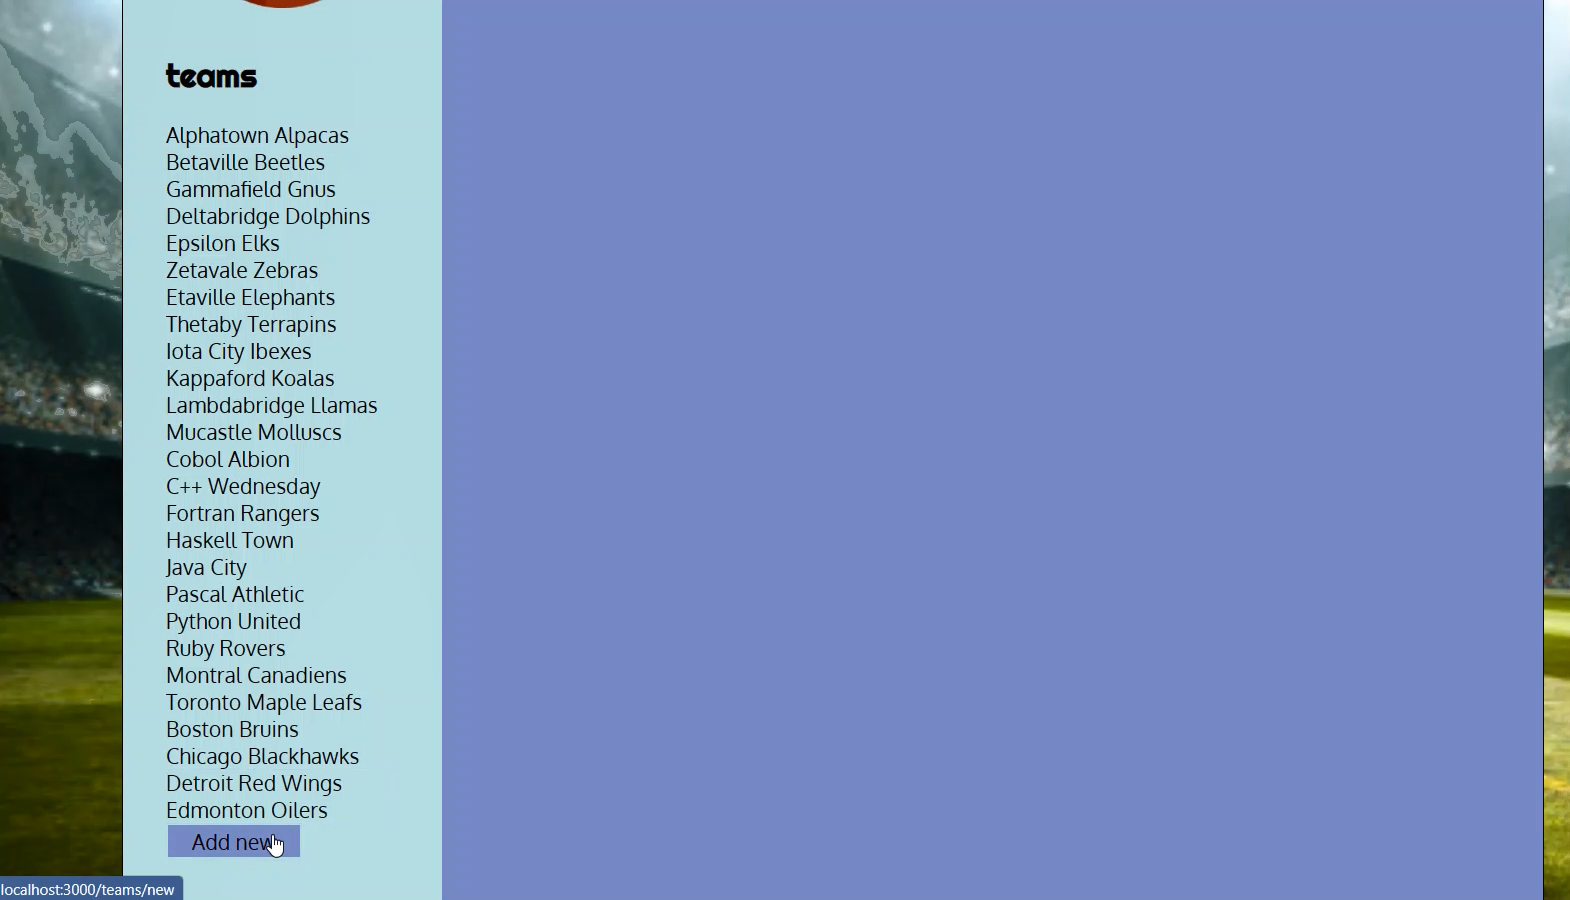 teams
Alphatown Alpacas
Betaville Beetles
Gammafield Gnus
Deltabridge Dolphins
Epsilon Elks
Zetavale Zebras
Etaville Elephants
Thetaby Terrapins
Iota City Ibexes
Kappaford Koalas
Lambdabridge Llamas
Mucastle Molluscs
Cobol Albion
C++ Wednesday
Fortran Rangers
Haskell Town
Java City
Pascal Athletic
Python United
Ruby Rovers
Montral Canadiens
Toronto Maple Leafs
Boston Bruins
Chicago Blackhawks
Detroit Red Wings
Edmonton Oilers
Add new
localhost:3000/teams/new